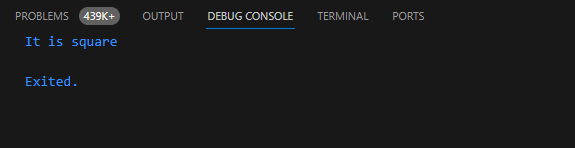 PROBLEMS 439K+ OUTPUT DEBUG CONSOLE TERMINAL PORTS
It is square
Exited.